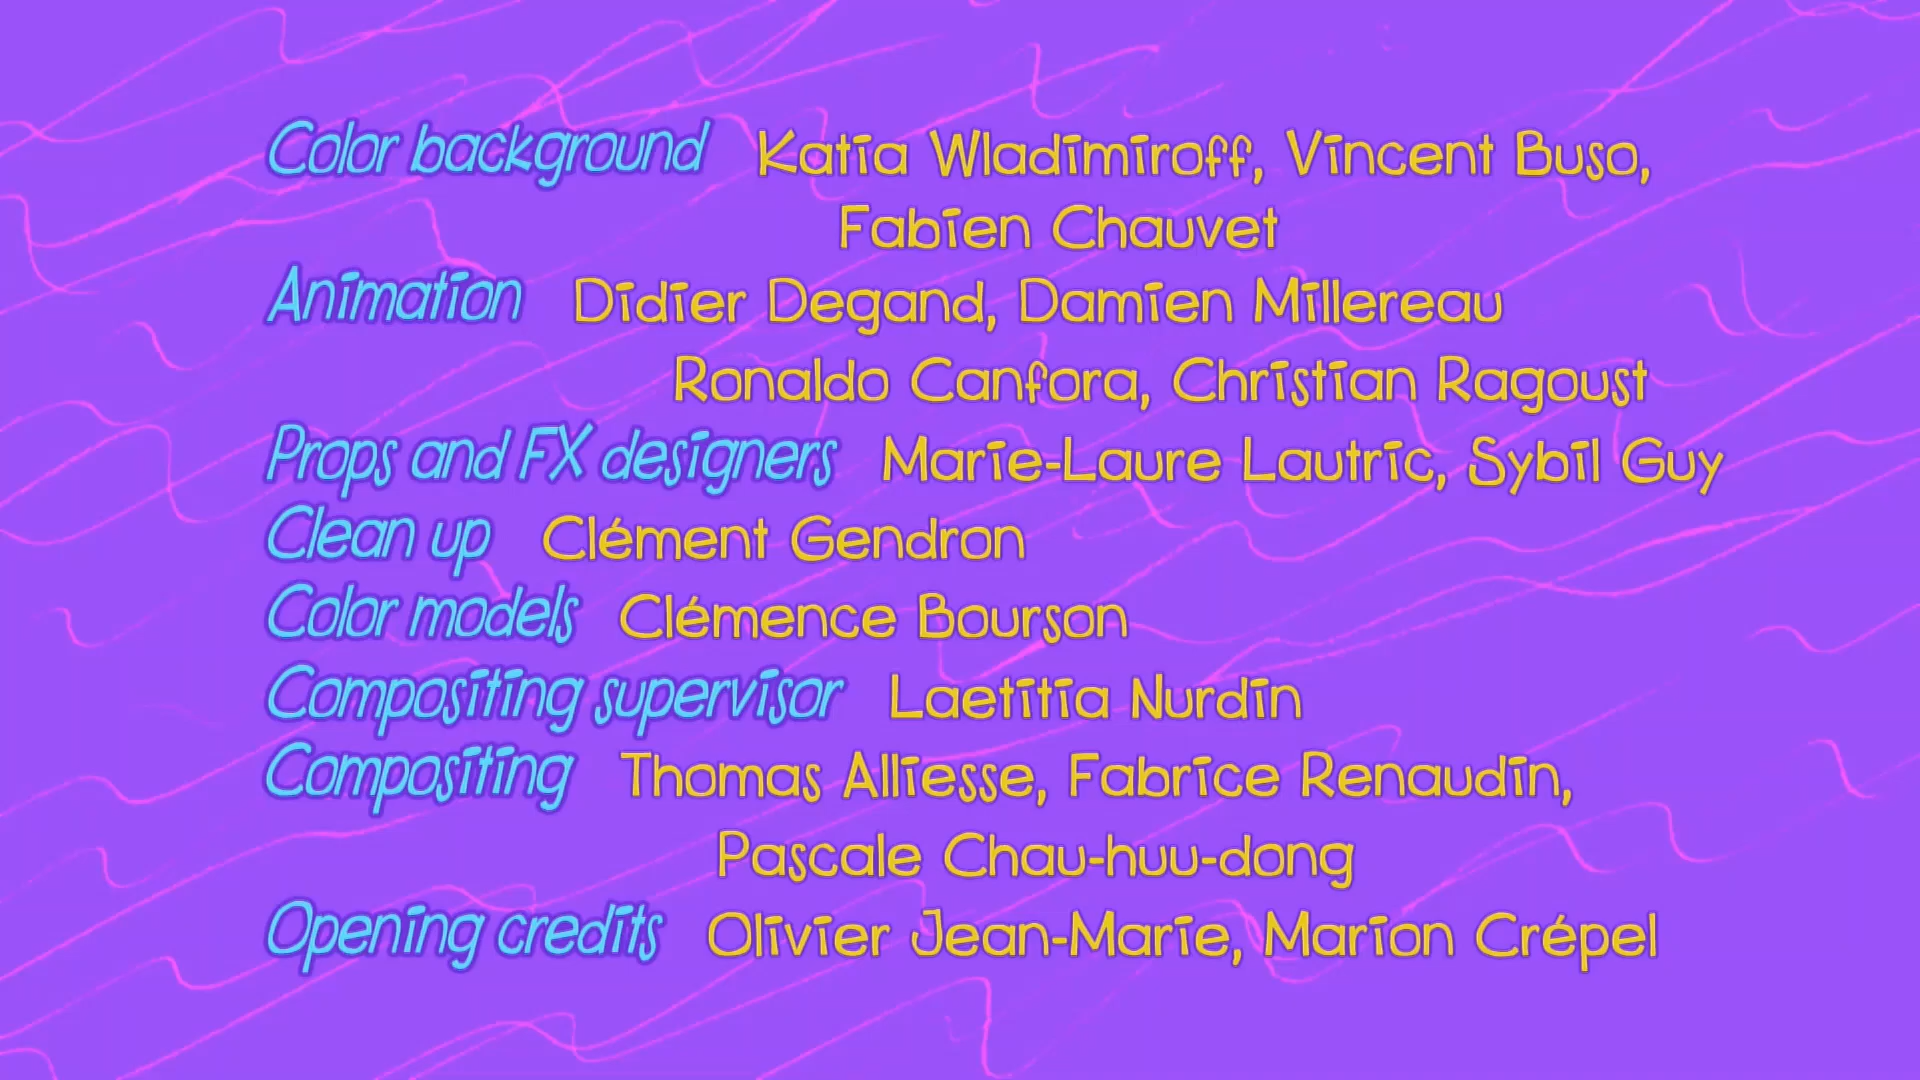 Color background Katia Wladimiroff, Vincent Buso,
Fabien Chauvet
Animation Didier Degand, Damien Millereau
Ronaldo Canfora, Christian Ragoust
Props and FX designers Marie-Laure Lautric, Sybil Guy
Clean up Clément Gendron
Color models Clémence Bourson
Compositing supervisor Laetitia Nurdin
Compositing Thomas Alliesse, Fabrice Renaudin,
Pascale Chau-huu-dong
Opening credits Olivier Jean-Marie, Marion Crépel